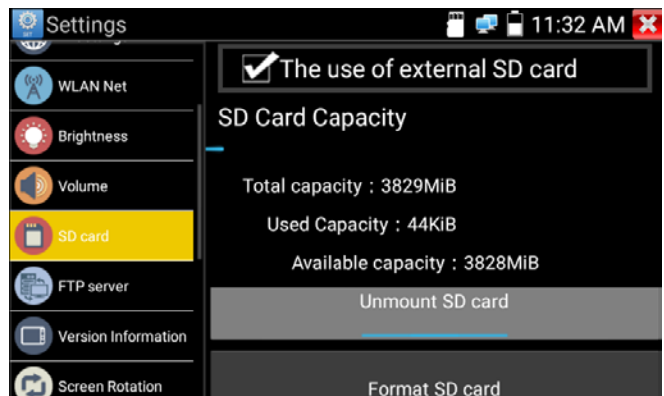 Settings
11:32 AM
WLAN Net
Brightness
Volume
SD card
FTP server
Version Information
Screen Rotation
The use of external SD card
SD Card Capacity
Total capacity：3829MiB
Used Capacity：44KiB
Available capacity：3828MiB
Unmount SD card
Format SD card